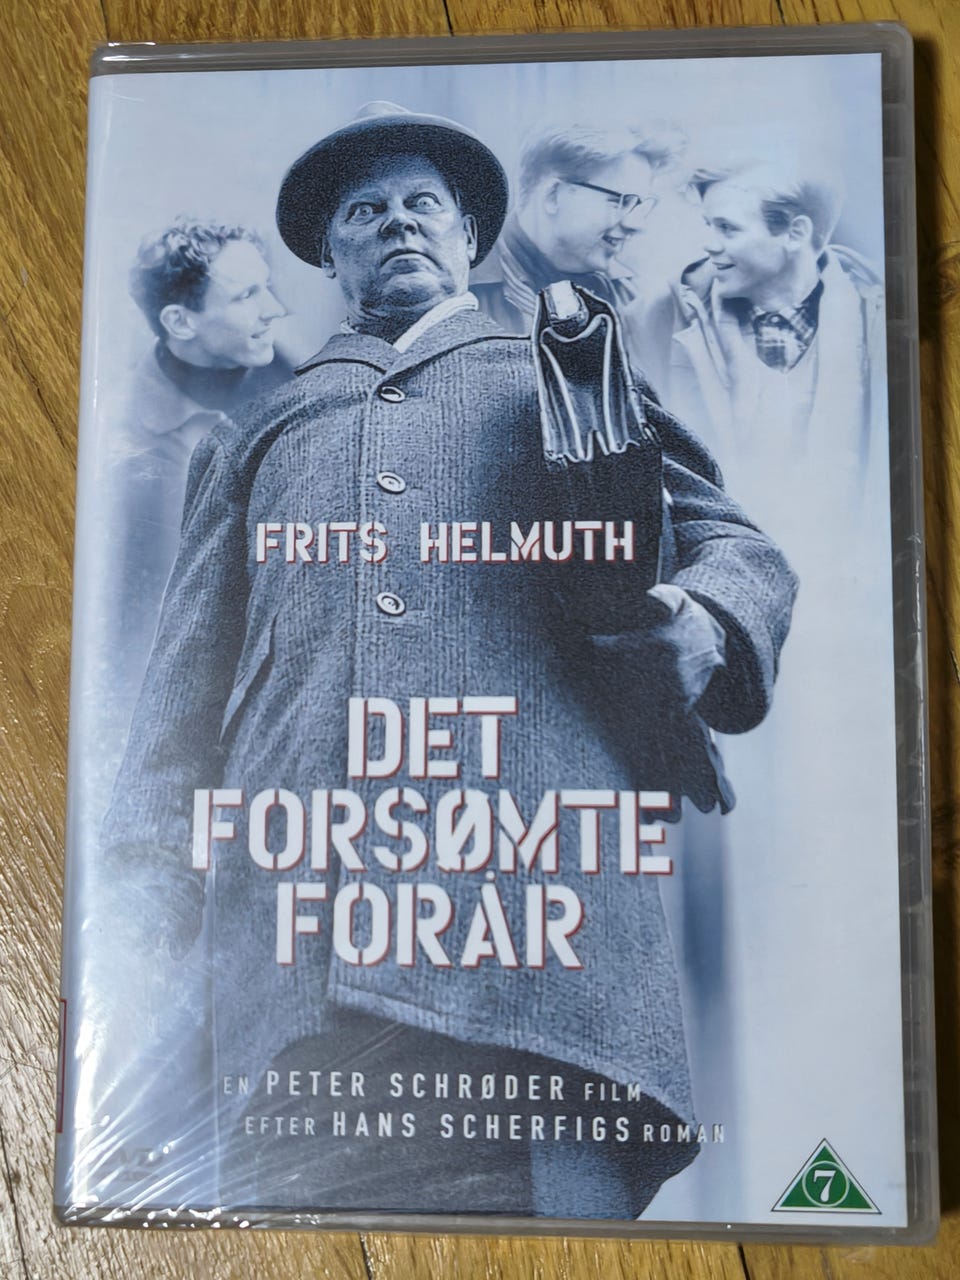 FRITS HELMUTH
DET
FORSØMTE
FORÅR
EN PETER SCHRØDER FILM
EFTER HANS SCHERFIGS ROMAN
7